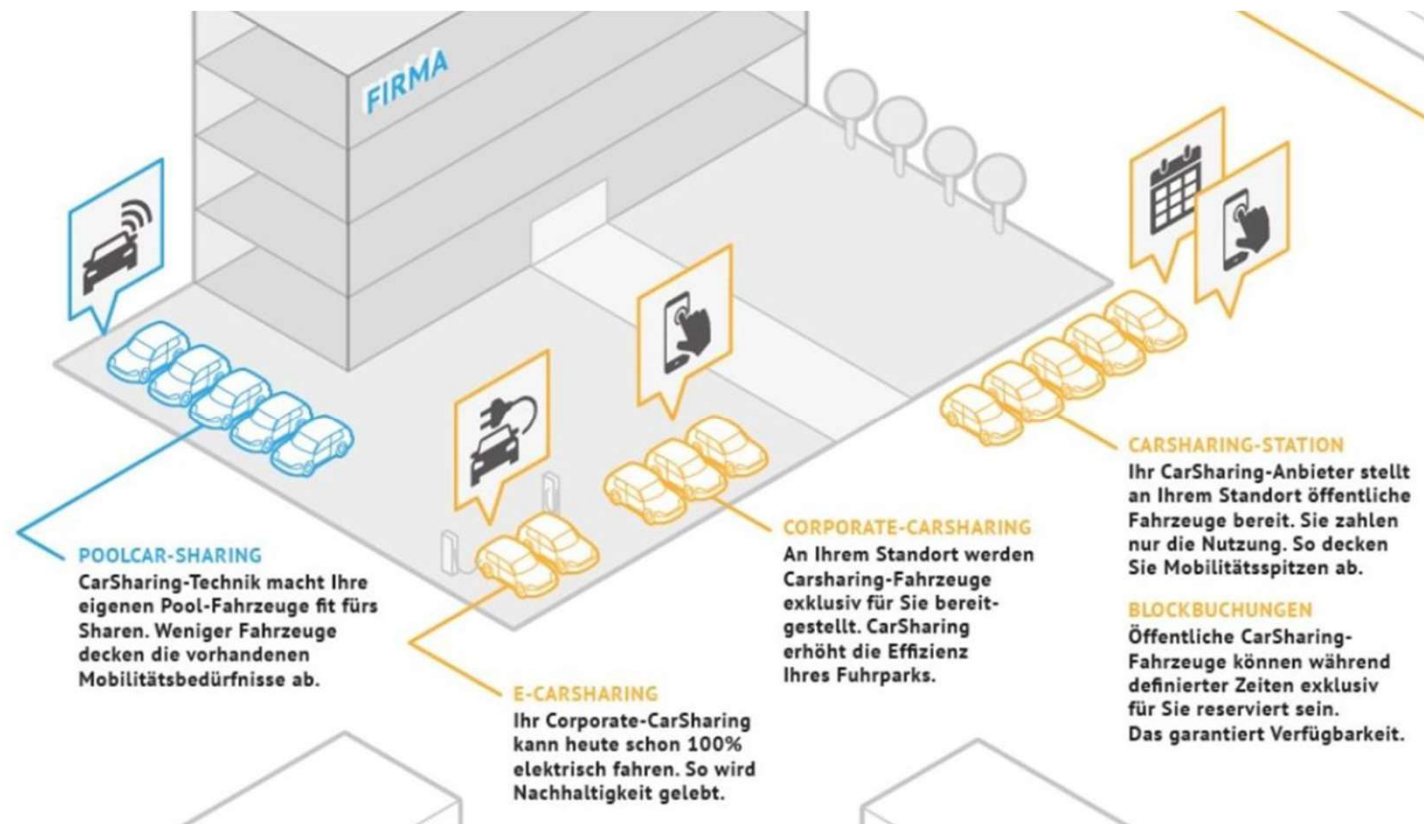 FIRMA
POOLCAR-SHARING
CarSharing-Technik macht Ihre
eigenen Pool-Fahrzeuge fit fürs
Sharen. Weniger Fahrzeuge
decken die vorhandenen
Mobilitätsbedürfnisse ab.
E-CARSHARING
Ihr Corporate-CarSharing
kann heute schon 100%
elektrisch fahren. So wird
Nachhaltigkeit gelebt.
CORPORATE-CARSHARING
An Ihrem Standort werden
Carsharing-Fahrzeuge
exklusiv für Sie bereit-
gestellt. CarSharing
erhöht die Effizienz
Ihres Fuhrparks.
CARSHARING-STATION
Ihr CarSharing-Anbieter stellt
an Ihrem Standort öffentliche
Fahrzeuge bereit. Sie zahlen
nur die Nutzung. So decken
Sie Mobilitätsspitzen ab.
BLOCKBUCHUNGEN
Öffentliche CarSharing-
Fahrzeuge können während
definierter Zeiten exklusiv
für Sie reserviert sein.
Das garantiert Verfügbarkeit.